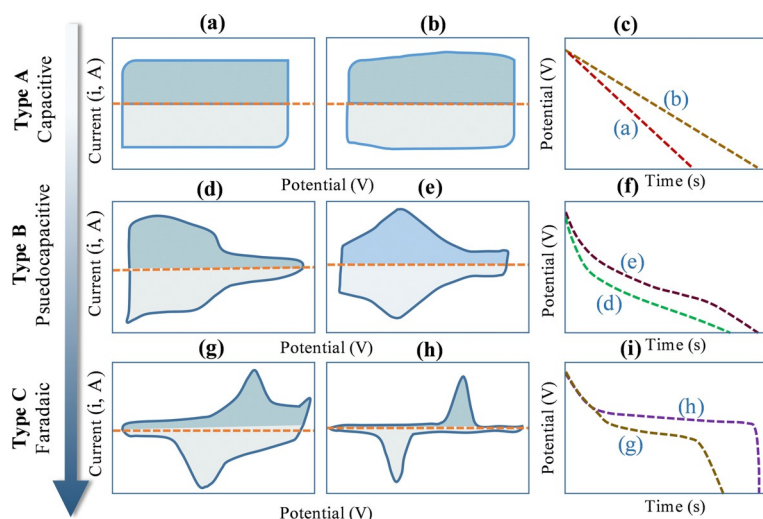 (a)
(b)
(c)
Type A
Capacitive
Current (i, A)
Potential (V)
Potential (V)
(b)
(a)
Time (s)
(d)
(e)
(f)
Type B
Psuedocapacitive
Current (i, A)
Potential (V)
Potential (V)
(e)
(d)
Time (s)
(g)
(h)
(i)
Type C
Faradaic
Current (i, A)
Potential (V)
Potential (V)
(h)
(g)
Time (s)